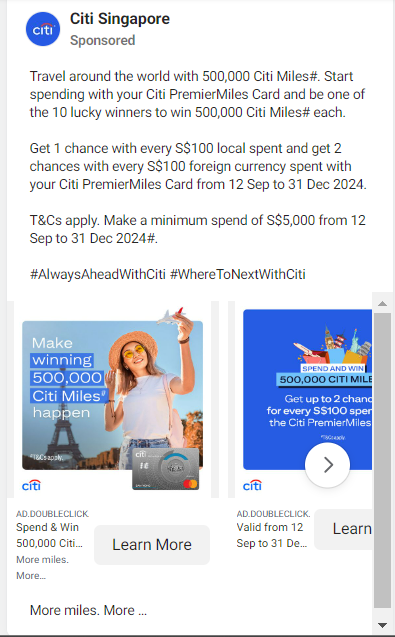 citi
Citi Singapore
Sponsored
Travel around the world with 500,000 Citi Miles#. Start
spending with your Citi PremierMiles Card and be one of
the 10 lucky winners to win 500,000 Citi Miles# each.
Get 1 chance with every S$100 local spent and get 2
chances with every S$100 foreign currency spent with
your Citi PremierMiles Card from 12 Sep to 31 Dec 2024.
T&Cs apply. Make a minimum spend of S$5,000 from 12
Sep to 31 Dec 2024#.
#AlwaysAheadWithCiti #WhereToNextWithCiti
Make
winning
500,000
Citi Miles#
happen
#T&Cs apply.
citi
citi
SPEND AND WIN
500,000 CITI MILE
Get up to 2 chanc
for every S$100 spen
the Citi PremierMiles
#T&Cs apply.
citi
AD.DOUBLECLICK.
Spend & Win
500,000 Citi...
More miles.
More...
Learn More
AD.DOUBLECLICK.
Valid from 12
Sep to 31 De...
Learn
More miles. More ...